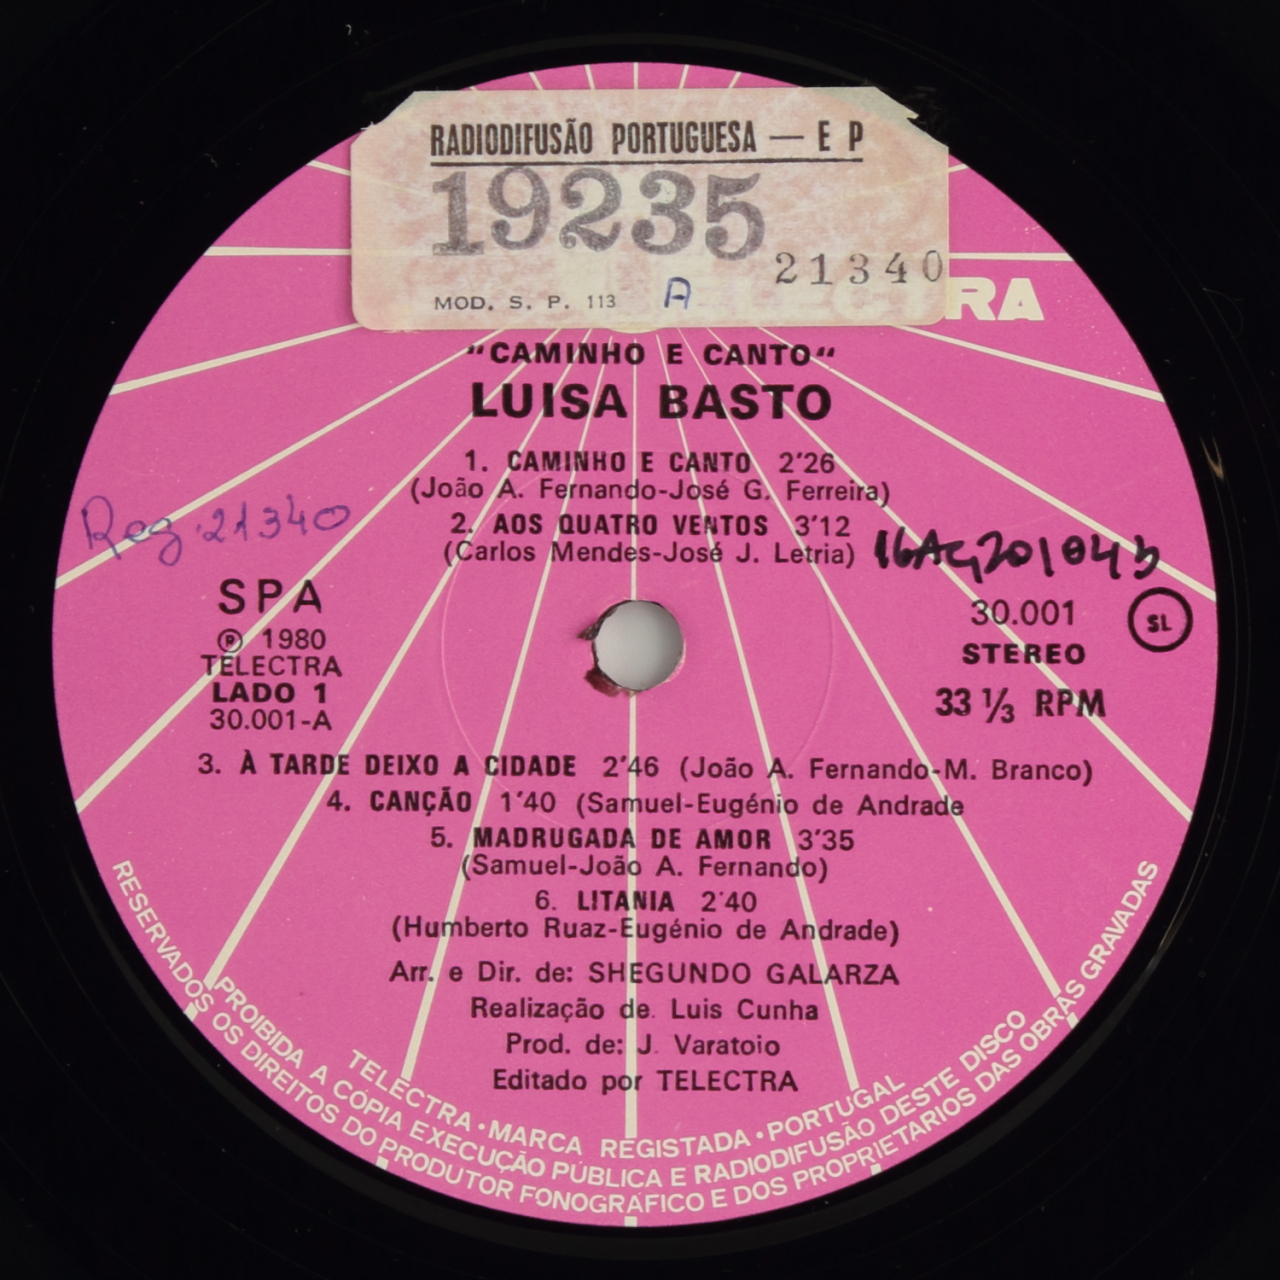 RADIODIFUSÃO PORTUGUESA — E P
19235
21340
MOD. S. P. 113 A
"CAMINHO E CANTO"
LUISA BASTO
1. CAMINHO E CANTO 2'26
(João A. Fernando-José G. Ferreira)
2. AOS QUATRO VENTOS 3'12
(Carlos Mendes-José J. Letria)
Reg. 21340
SPA
℗ 1980
TELECTRA
LADO 1
30.001-A
30.001
SL
STEREO
33 ⅓ RPM
3. À TARDE DEIXO A CIDADE 2'46 (João A. Fernando-M. Branco)
4. CANÇÃO 1'40 (Samuel-Eugénio de Andrade
5. MADRUGADA DE AMOR 3'35
(Samuel-João A. Fernando)
6. LITANIA 2'40
(Humberto Ruaz-Eugénio de Andrade)
Arr. e Dir. de: SHEGUNDO GALARZA
Realização de Luis Cunha
Prod. de: J. Varatojo
Editado por TELECTRA
TELECTRA • MARCA REGISTADA • PORTUGAL
PROIBIDA A CÓPIA EXECUÇÃO PÚBLICA E RADIODIFUSÃO DESTE DISCO
RESERVADOS OS DIREITOS DO PRODUTOR FONOGRÁFICO E DOS PROPRIETARIOS DAS OBRAS GRAVADAS